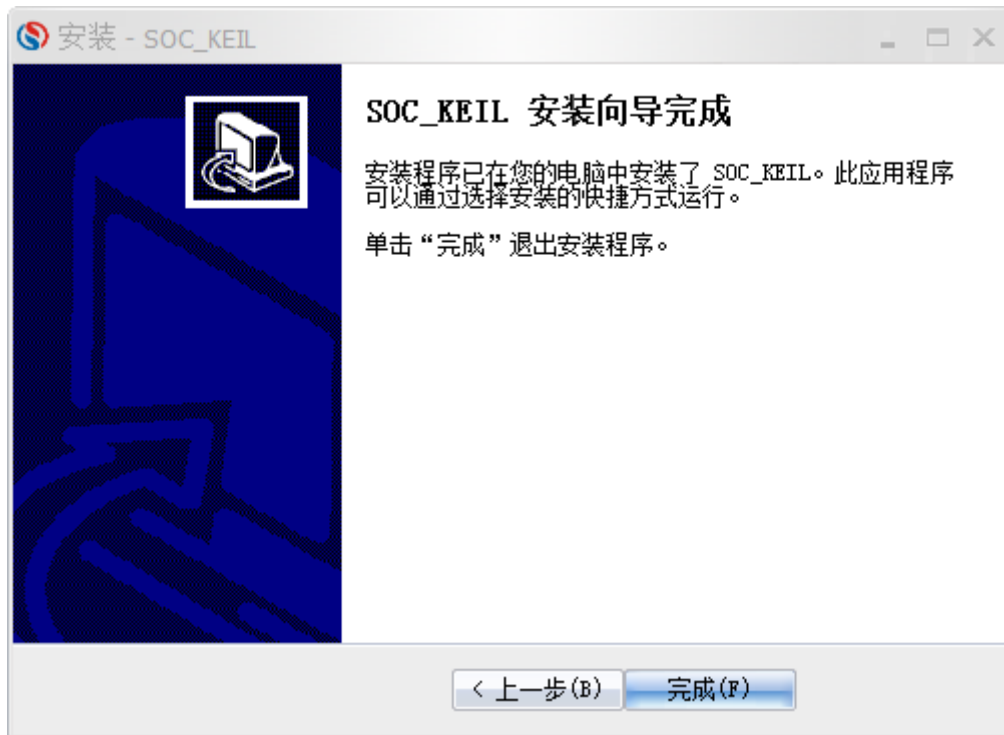 安装 - SOC_KEIL
SOC_KEIL 安装向导完成
安装程序已在您的电脑中安装了 SOC_KEIL。此应用程序
可以通过选择安装的快捷方式运行。
单击“完成”退出安装程序。
< 上一步(B)
完成(F)